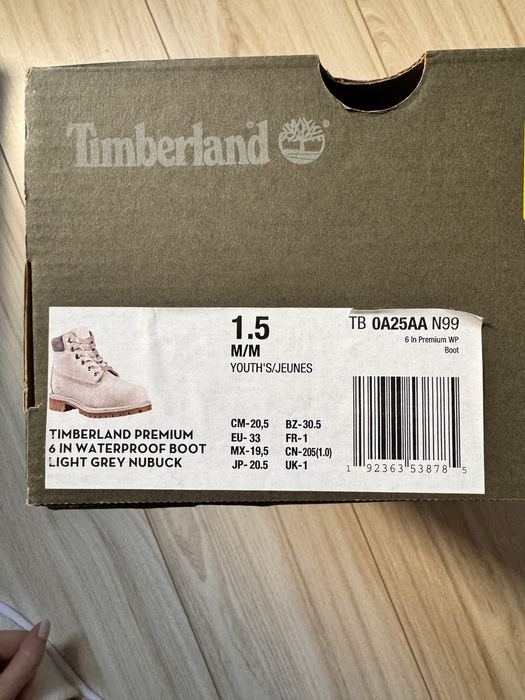 Timberland®
1.5
M/M
YOUTH'S/JEUNES
TB 0A25AA N99
6 In Premium WP
Boot
TIMBERLAND PREMIUM
6 IN WATERPROOF BOOT
LIGHT GREY NUBUCK
CM-20,5 BZ-30.5
EU- 33 FR-1
MX-19,5 CN-205(1.0)
JP- 20.5 UK-1
1 92363 53878 5